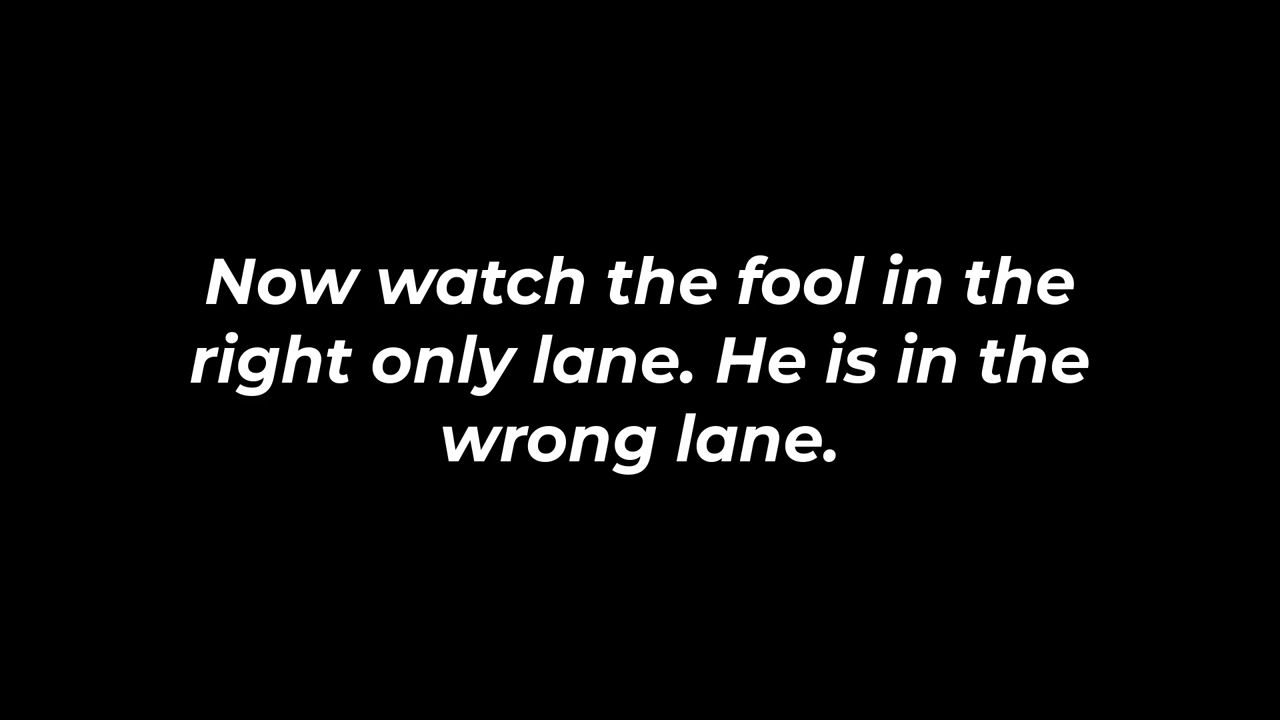 Now watch the fool in the
right only lane. He is in the
wrong lane.